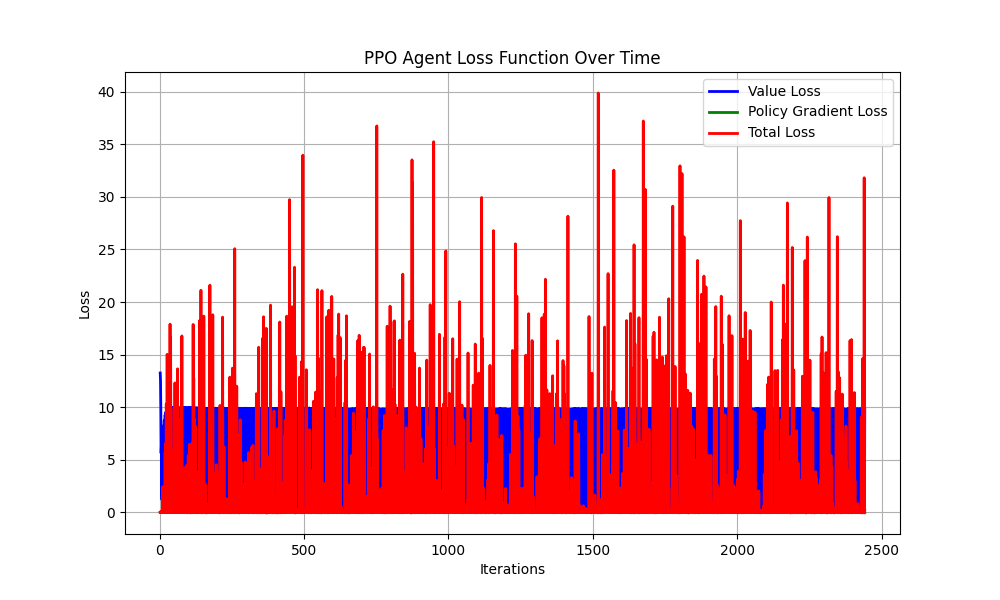 PPO Agent Loss Function Over Time
Value Loss
Policy Gradient Loss
Total Loss
Loss
40
35
30
25
20
15
10
5
0
0 500 1000 1500 2000 2500
Iterations